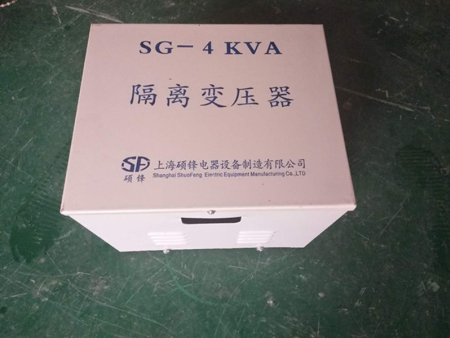 SG-4 KVA
隔离变压器
SF 上海硕锋电器设备制造有限公司
硕锋 Shanghai ShuoFeng Electric Equipment Manufacturing Co.,LTD